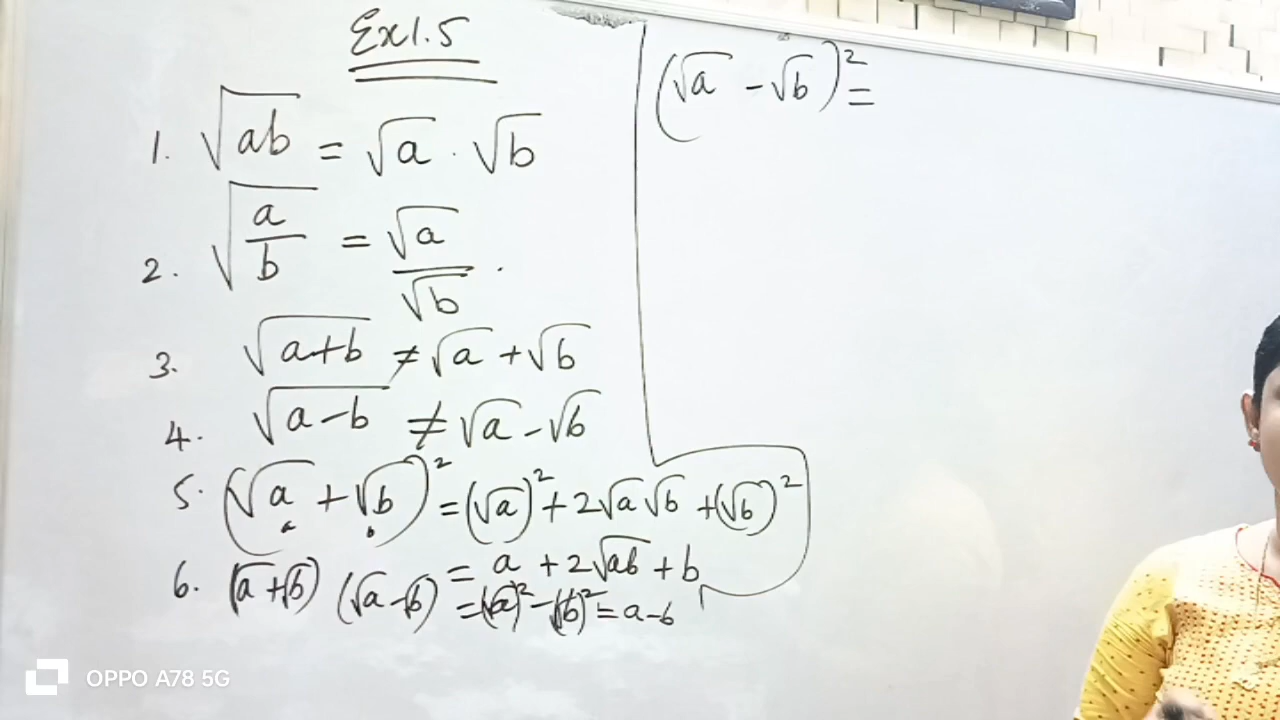 Ex1.5
1. √ab = √a . √b
2. √(a/b) = √a/√b .
3. √(a+b) ≠ √a + √b
4. √(a-b) ≠ √a - √b
5. (√a + √b)² = (√a)² + 2√a√b + (√b)²
a b
= a + 2√ab + b
6. (√a + √b) (√a - √b) = (√a)² - (√b)² = a - b
(√a - √b)² =
OPPO A78 5G